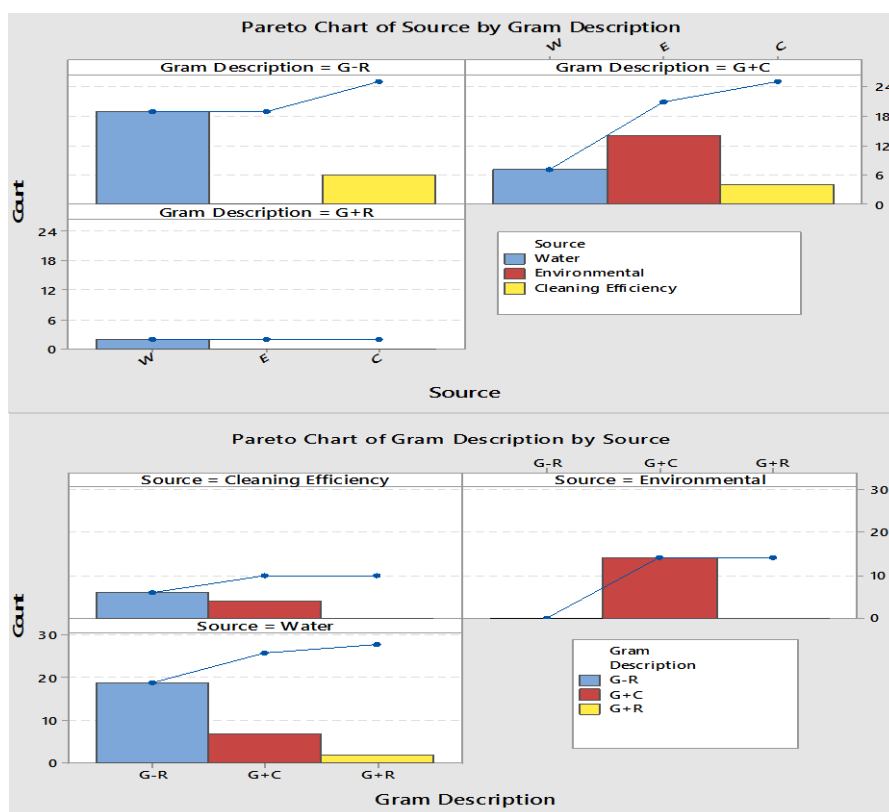 Pareto Chart of Source by Gram Description
W E C
Gram Description = G-R
Gram Description = G+C
24
18
12
6
0
Gram Description = G+R
24
18
12
6
0
Count
W E C
Source
Water
Environmental
Cleaning Efficiency
Source
Pareto Chart of Gram Description by Source
G-R G+C G+R
Source = Cleaning Efficiency
Source = Environmental
30
20
10
0
Source = Water
30
20
10
0
Count
G-R G+C G+R
Gram
Description
G-R
G+C
G+R
Gram Description